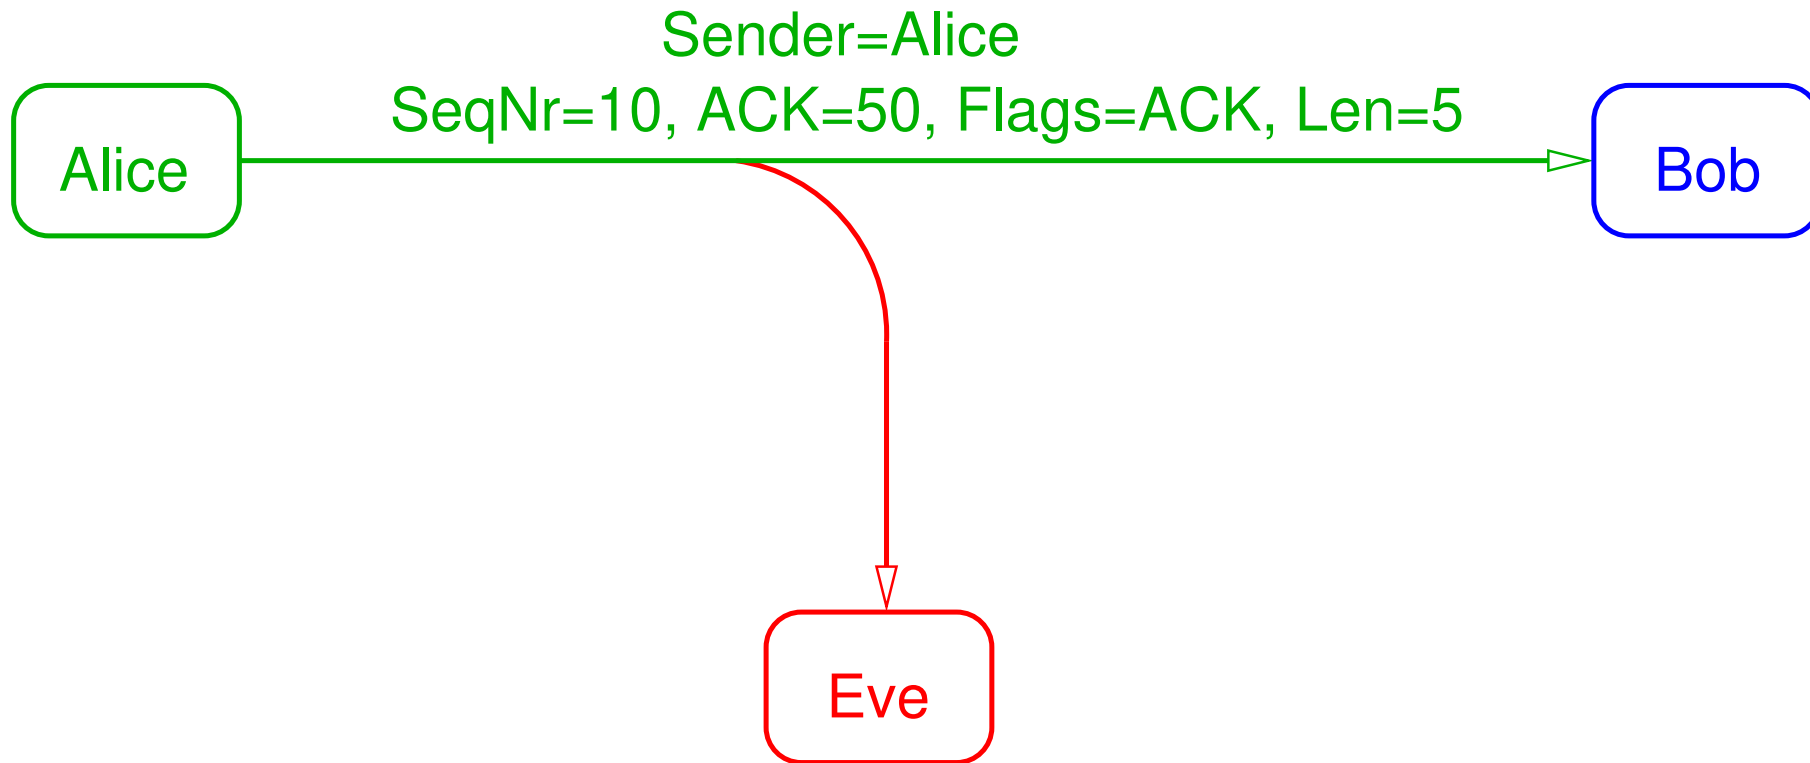 Sender=Alice
SeqNr=10, ACK=50, Flags=ACK, Len=5
Alice
Bob
Eve